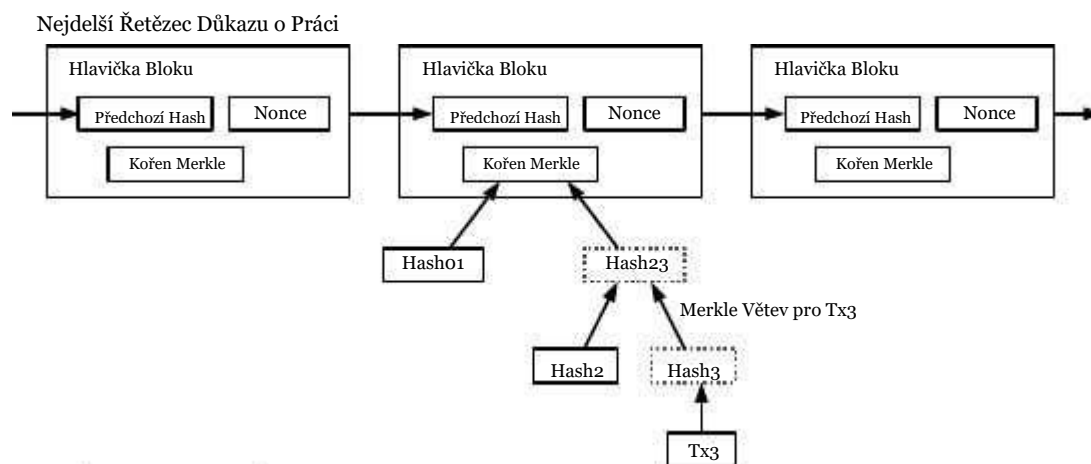 Nejdelší Řetězec Důkazu o Práci
Hlavička Bloku
Hlavička Bloku
Hlavička Bloku
Předchozí Hash
Nonce
Předchozí Hash
Nonce
Předchozí Hash
Nonce
Kořen Merkle
Kořen Merkle
Kořen Merkle
Hash01
Hash23
Merkle Větev pro Tx3
Hash2
Hash3
Tx3